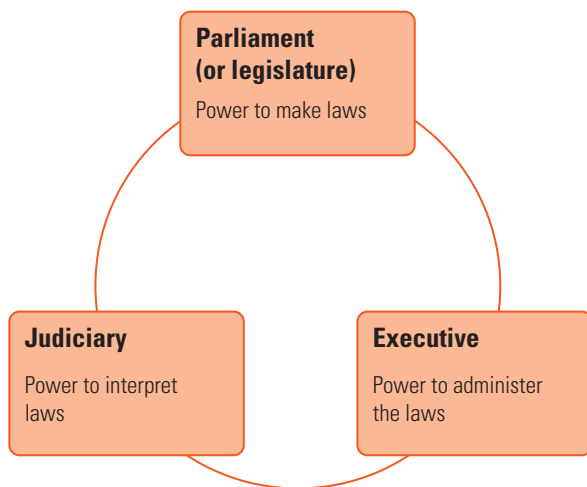 Parliament
(or legislature)
Power to make laws
Judiciary
Power to interpret
laws
Executive
Power to administer
the laws